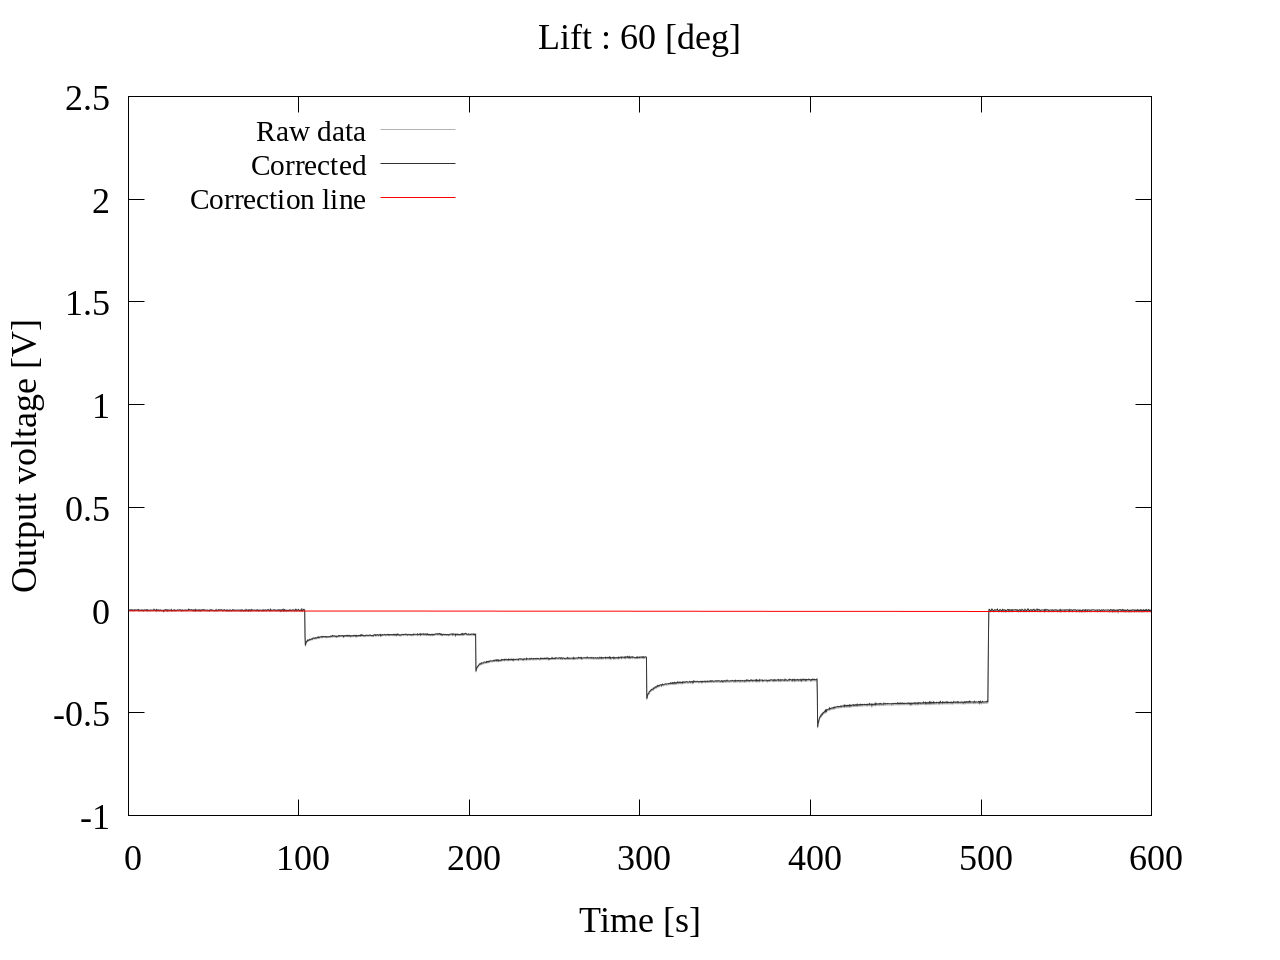 Lift : 60 [deg]
2.5
2
1.5
1
0.5
0
-0.5
-1
Raw data
Corrected
Correction line
Output voltage [V]
0 100 200 300 400 500 600
Time [s]